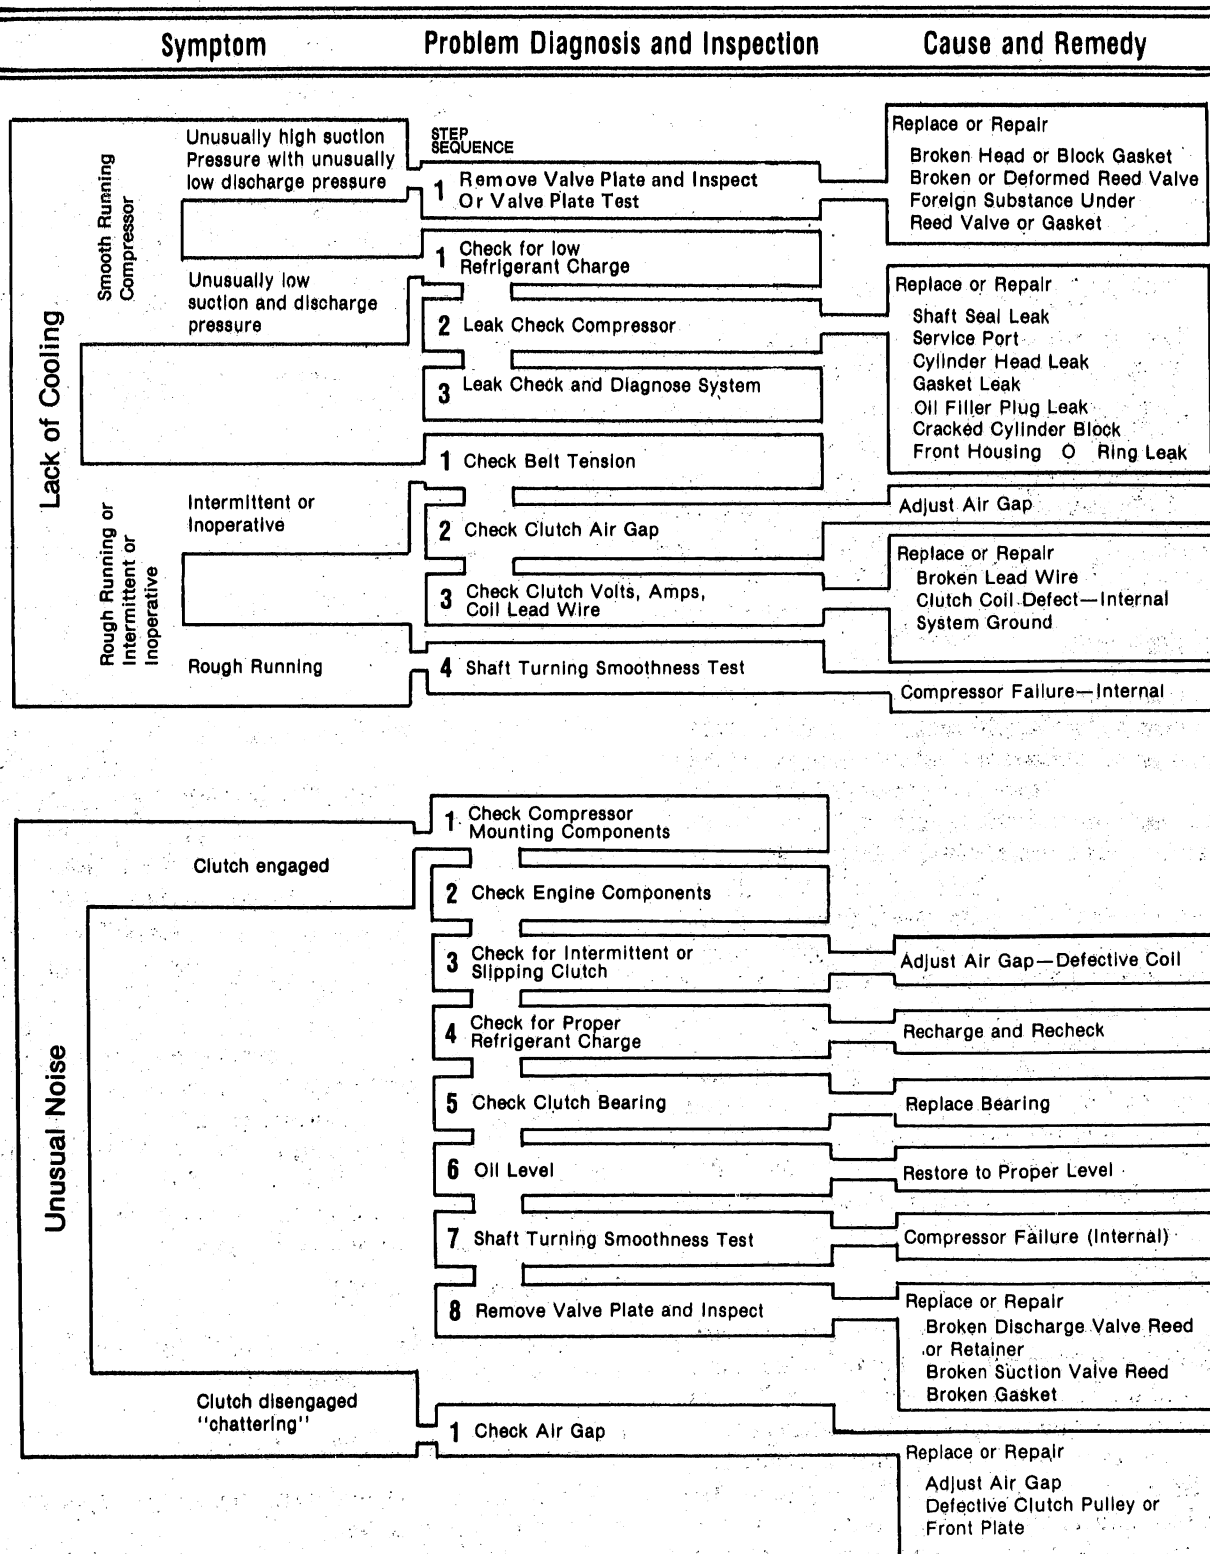 Symptom
Problem Diagnosis and Inspection
Cause and Remedy
Lack of Cooling
Smooth Running
Compressor
Unusually high suction
Pressure with unusually
low discharge pressure
STEP
SEQUENCE
1 Remove Valve Plate and Inspect
Or Valve Plate Test
Replace or Repair
Broken Head or Block Gasket
Broken or Deformed Reed Valve
Foreign Substance Under
Reed Valve or Gasket
Unusually low
suction and discharge
pressure
1 Check for low
Refrigerant Charge
2 Leak Check Compressor
3 Leak Check and Diagnose System
Replace or Repair
Shaft Seal Leak
Service Port
Cylinder Head Leak
Gasket Leak
Oil Filler Plug Leak
Cracked Cylinder Block
Front Housing O Ring Leak
Rough Running or
Intermittent or
Inoperative
Intermittent or
Inoperative
1 Check Belt Tension
2 Check Clutch Air Gap
Adjust Air Gap
3 Check Clutch Volts, Amps,
Coil Lead Wire
Replace or Repair
Broken Lead Wire
Clutch Coil Defect—Internal
System Ground
Rough Running
4 Shaft Turning Smoothness Test
Compressor Failure—Internal
Unusual Noise
Clutch engaged
1 Check Compressor
Mounting Components
2 Check Engine Components
3 Check for Intermittent or
Slipping Clutch
Adjust Air Gap—Defective Coil
4 Check for Proper
Refrigerant Charge
Recharge and Recheck
5 Check Clutch Bearing
Replace Bearing
6 Oil Level
Restore to Proper Level
7 Shaft Turning Smoothness Test
Compressor Failure (Internal)
8 Remove Valve Plate and Inspect
Replace or Repair
Broken Discharge Valve Reed
or Retainer
Broken Suction Valve Reed
Broken Gasket
Clutch disengaged
"chattering"
1 Check Air Gap
Replace or Repair
Adjust Air Gap
Defective Clutch Pulley or
Front Plate